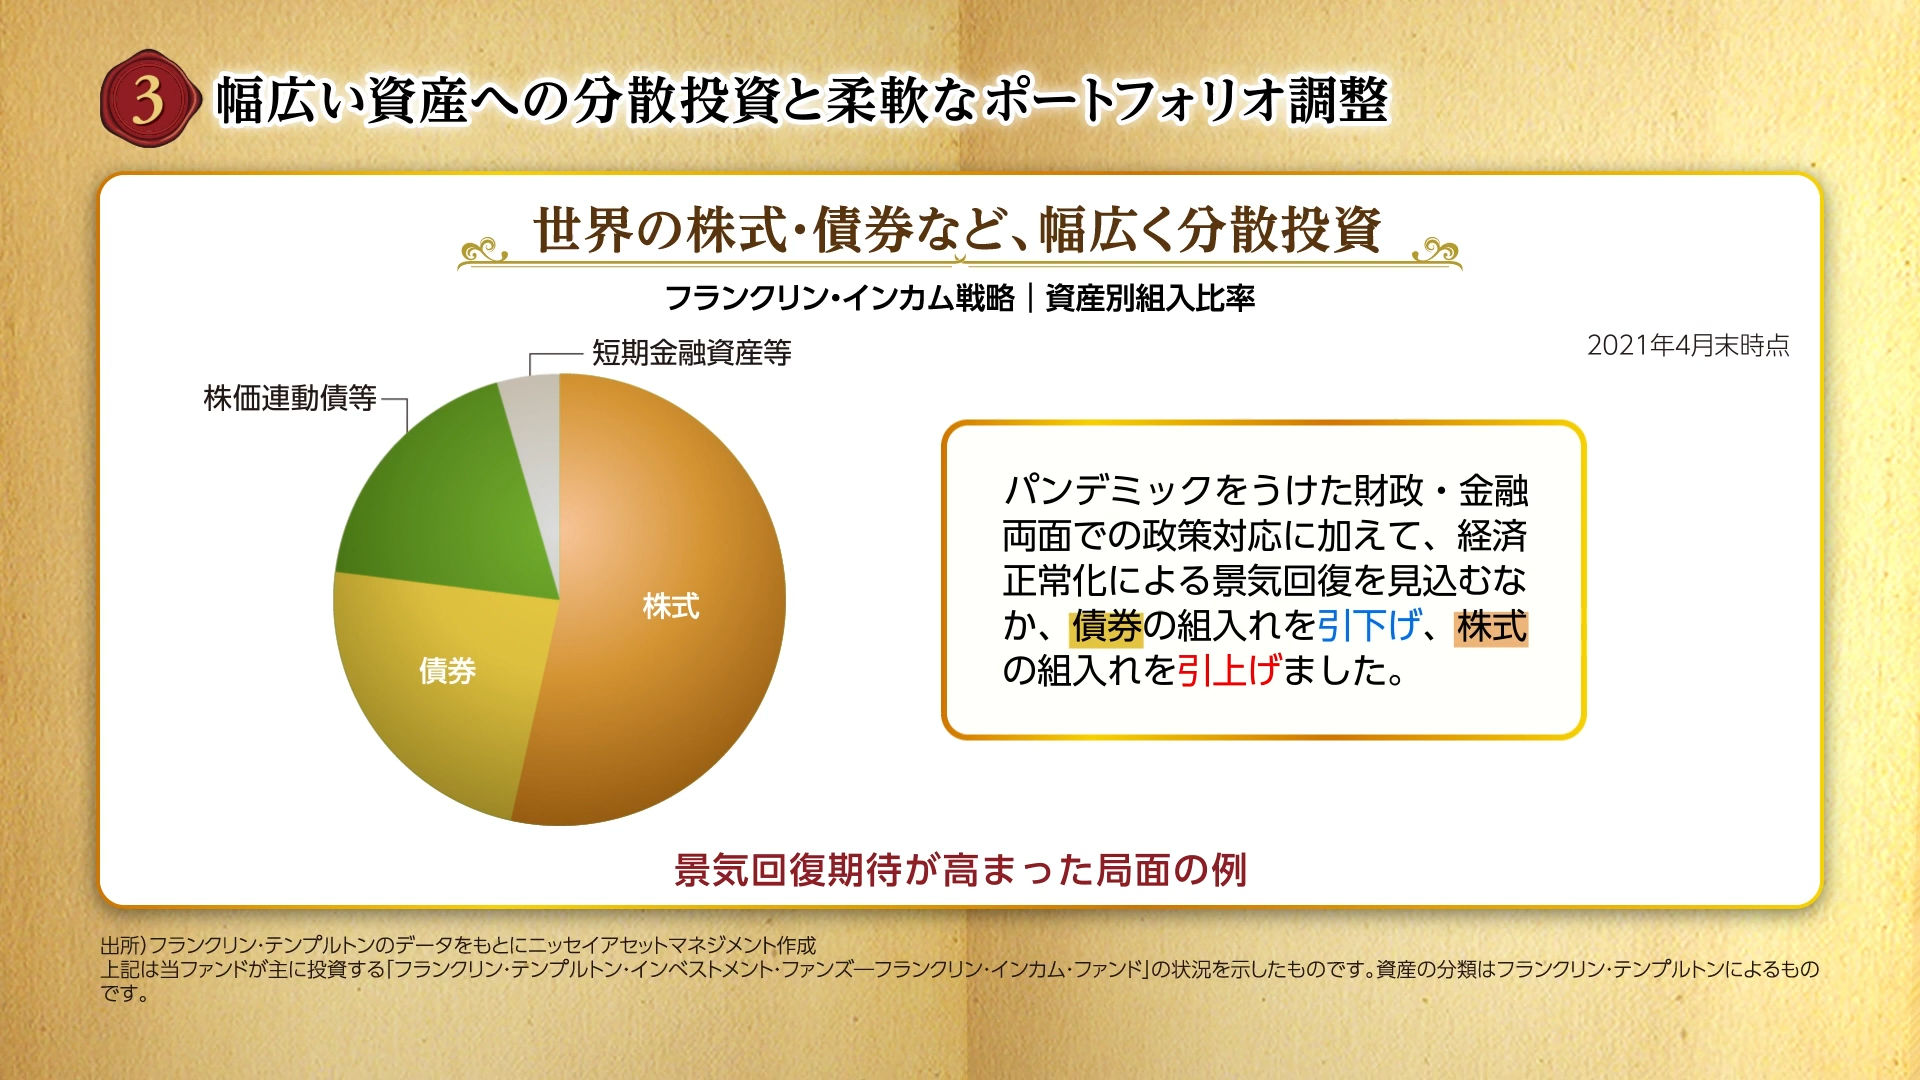 3 幅広い資産への分散投資と柔軟なポートフォリオ調整
世界の株式・債券など、幅広く分散投資
フランクリン・インカム戦略｜資産別組入比率
2021年4月末時点
短期金融資産等
株価連動債等
株式
債券
パンデミックをうけた財政・金融
両面での政策対応に加えて、経済
正常化による景気回復を見込むな
か、債券の組入れを引下げ、株式
の組入れを引上げました。
景気回復期待が高まった局面の例
出所）フランクリン・テンプルトンのデータをもとにニッセイアセットマネジメント作成
上記は当ファンドが主に投資する「フランクリン・テンプルトン・インベストメント・ファンズ―フランクリン・インカム・ファンド」の状況を示したものです。資産の分類はフランクリン・テンプルトンによるもの
です。